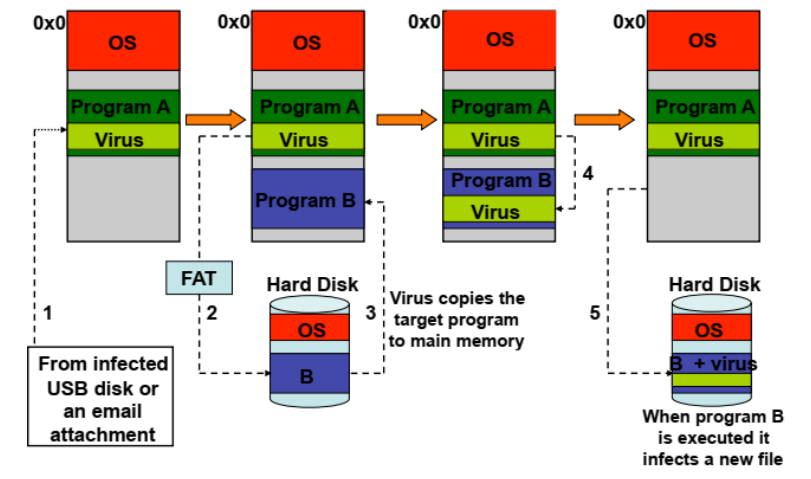 0x0
OS
Program A
Virus
0x0
OS
Program A
Virus
Program B
0x0
OS
Program A
Virus
Program B
Virus
4
0x0
OS
Program A
Virus
1
From infected
USB disk or
an email
attachment
FAT
2
Hard Disk
OS
B
3
Virus copies the
target program
to main memory
5
Hard Disk
OS
B + virus
When program B
is executed it
infects a new file